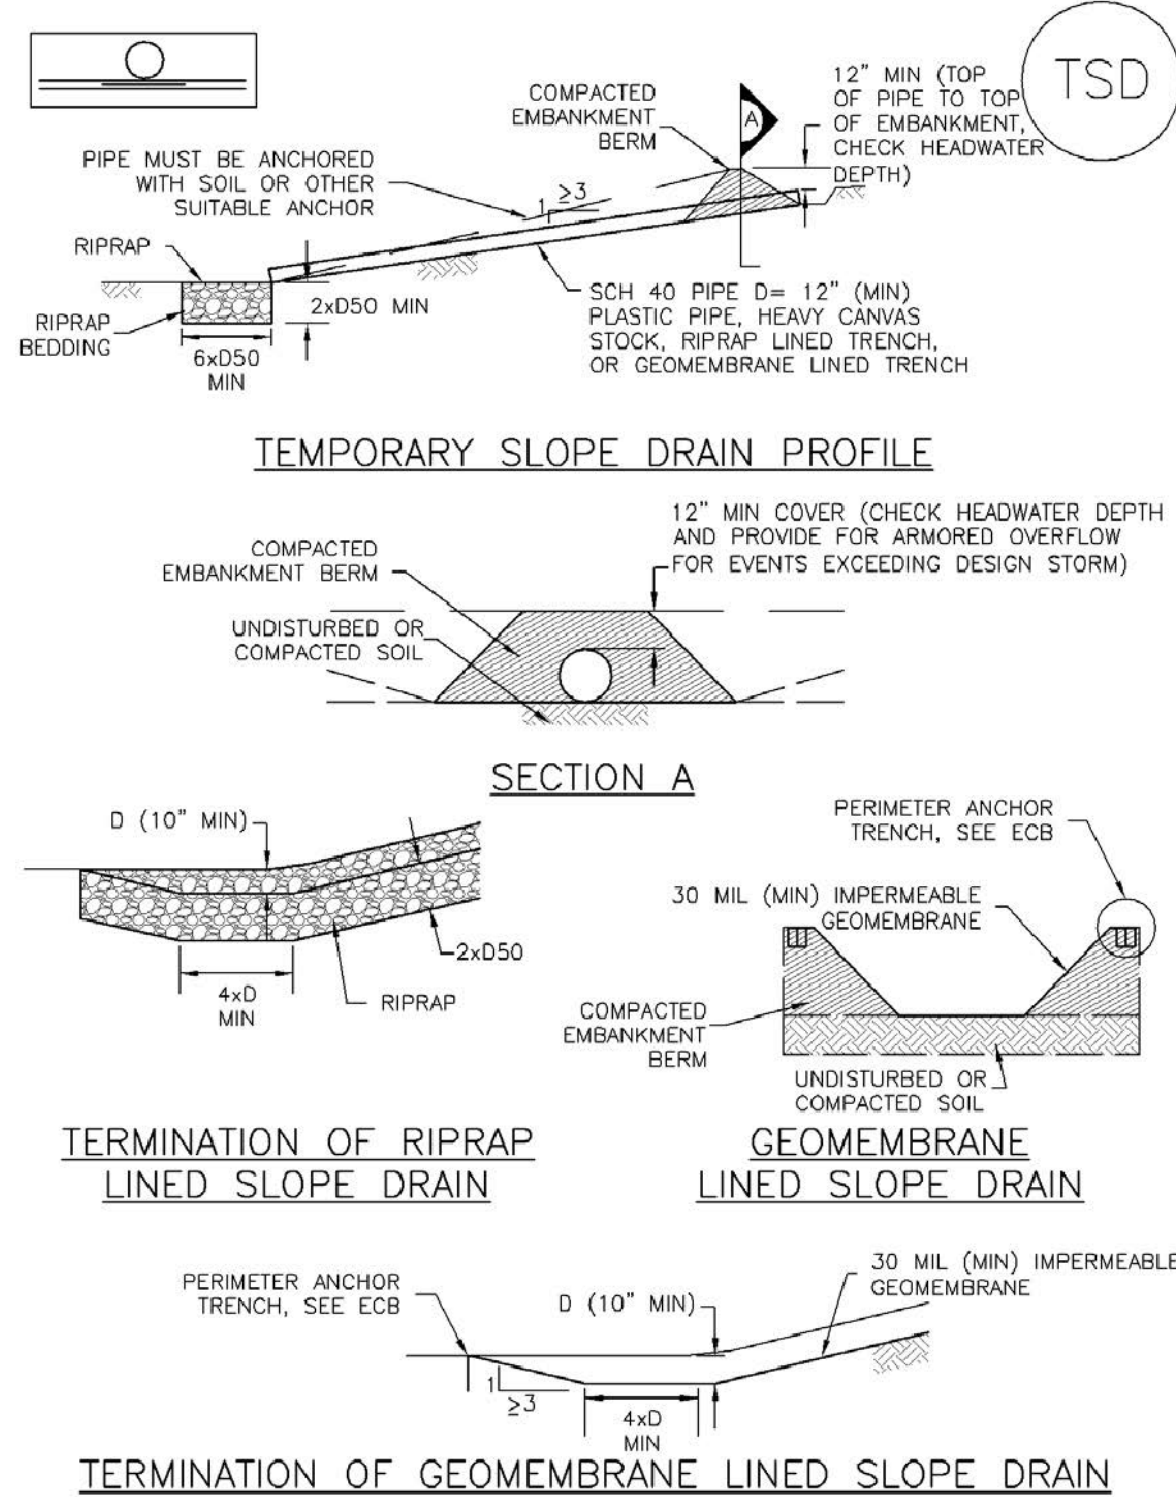 TSD
12" MIN (TOP
OF PIPE TO TOP
OF EMBANKMENT,
CHECK HEADWATER
DEPTH)
COMPACTED
EMBANKMENT
BERM
A
PIPE MUST BE ANCHORED
WITH SOIL OR OTHER
SUITABLE ANCHOR
≥3
1
RIPRAP
RIPRAP
BEDDING
2xD50 MIN
6xD50
MIN
SCH 40 PIPE D= 12" (MIN)
PLASTIC PIPE, HEAVY CANVAS
STOCK, RIPRAP LINED TRENCH,
OR GEOMEMBRANE LINED TRENCH
TEMPORARY SLOPE DRAIN PROFILE
12" MIN COVER (CHECK HEADWATER DEPTH
AND PROVIDE FOR ARMORED OVERFLOW
FOR EVENTS EXCEEDING DESIGN STORM)
COMPACTED
EMBANKMENT BERM
UNDISTURBED OR
COMPACTED SOIL
SECTION A
D (10" MIN)
2xD50
4xD
MIN
RIPRAP
TERMINATION OF RIPRAP
LINED SLOPE DRAIN
PERIMETER ANCHOR
TRENCH, SEE ECB
30 MIL (MIN) IMPERMEABLE
GEOMEMBRANE
COMPACTED
EMBANKMENT
BERM
UNDISTURBED OR
COMPACTED SOIL
GEOMEMBRANE
LINED SLOPE DRAIN
PERIMETER ANCHOR
TRENCH, SEE ECB
D (10" MIN)
30 MIL (MIN) IMPERMEABLE
GEOMEMBRANE
1
≥3
4xD
MIN
TERMINATION OF GEOMEMBRANE LINED SLOPE DRAIN